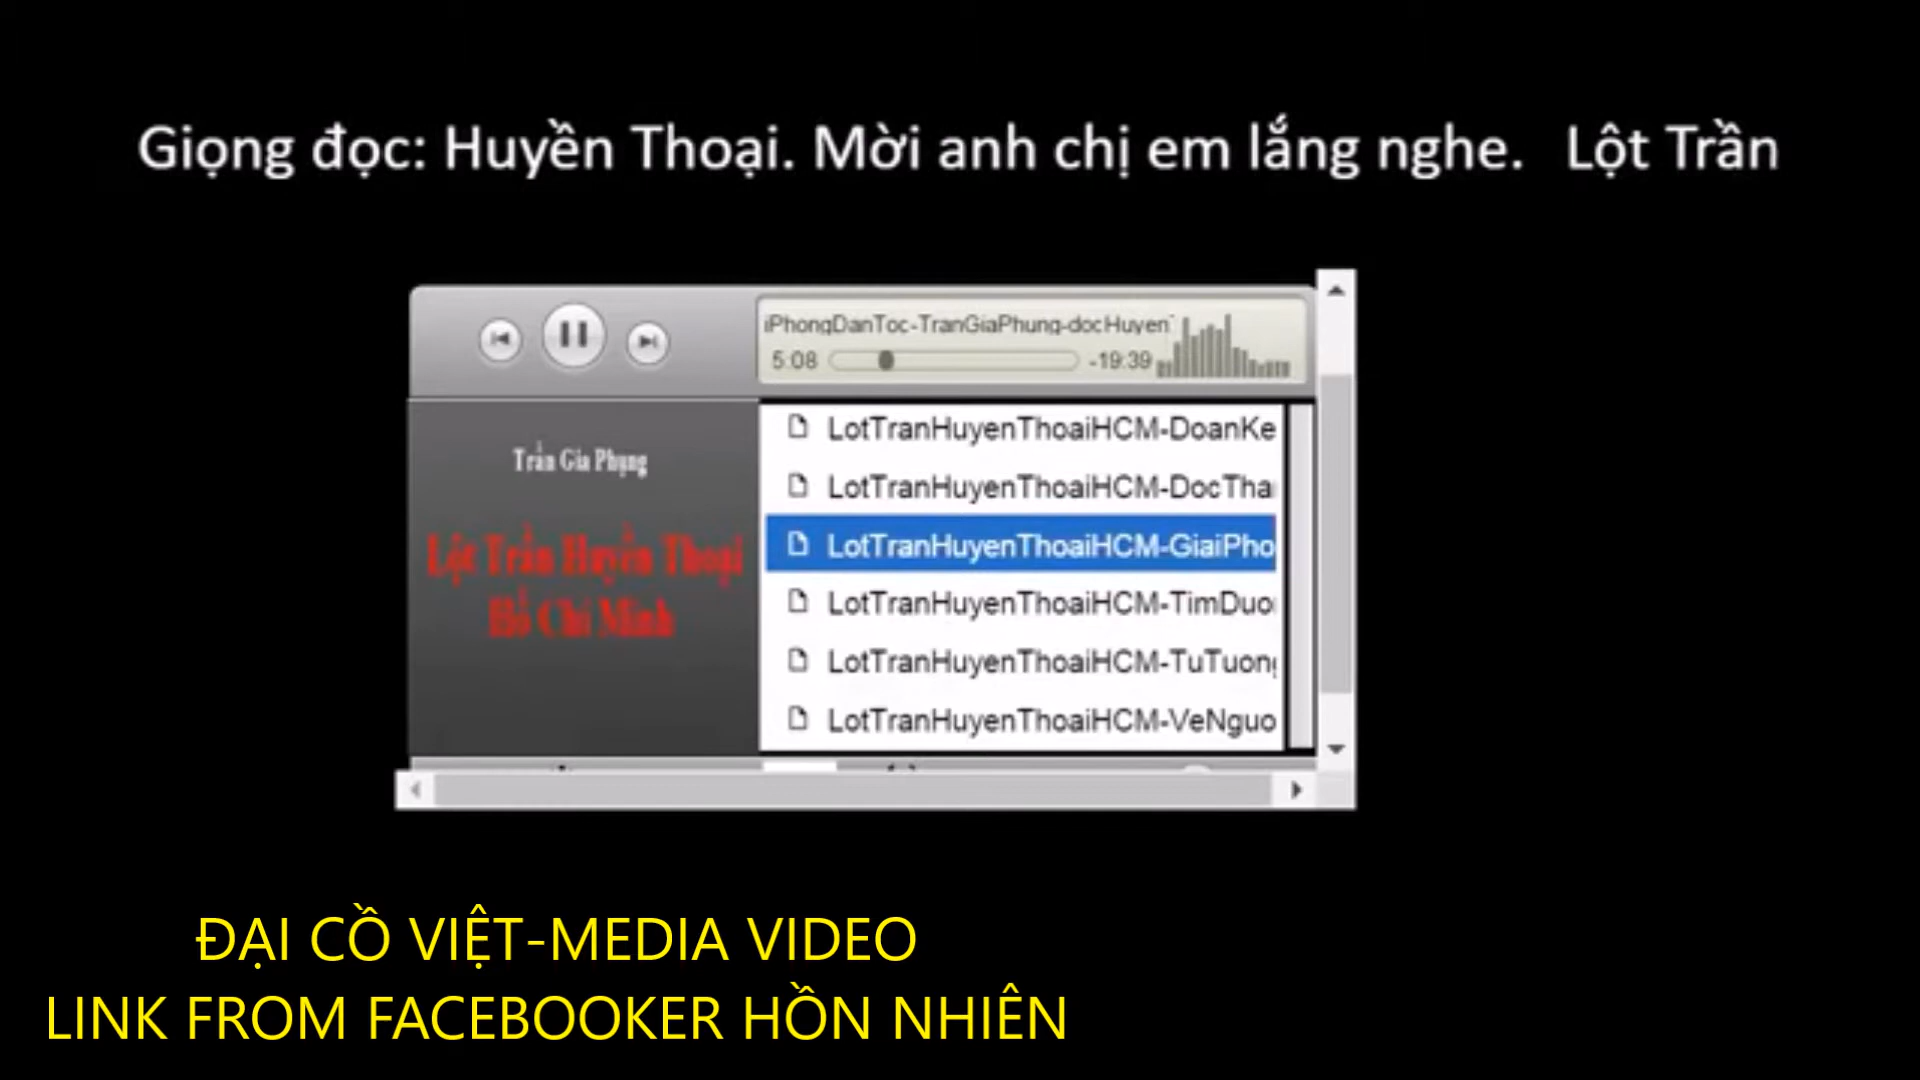 Giọng đọc: Huyền Thoại. Mời anh chị em lắng nghe. Lột Trần
iPhongDanToc-TranGiaPhung-docHuyenT
5:08 -19:39
Trần Gia Phụng
Lột Trần Huyền Thoại
Hồ Chí Minh
LotTranHuyenThoaiHCM-DoanKe
LotTranHuyenThoaiHCM-DocTha
LotTranHuyenThoaiHCM-GiaiPho
LotTranHuyenThoaiHCM-TimDuo
LotTranHuyenThoaiHCM-TuTuong
LotTranHuyenThoaiHCM-VeNguo
ĐẠI CỒ VIỆT-MEDIA VIDEO
LINK FROM FACEBOOKER HỒN NHIÊN